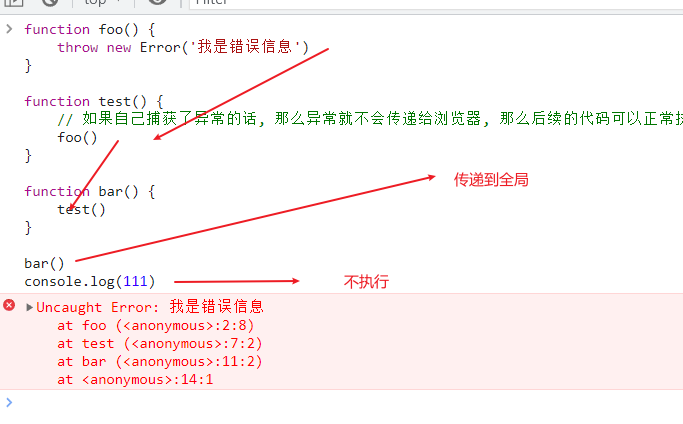 top
Filter
function foo() {
    throw new Error('我是错误信息')
}
function test() {
    // 如果自己捕获了异常的话, 那么异常就不会传递给浏览器, 那么后续的代码可以正常执
    foo()
}
function bar() {
    test()
}
传递到全局
bar()
console.log(111)
不执行
Uncaught Error: 我是错误信息
    at foo (<anonymous>:2:8)
    at test (<anonymous>:7:2)
    at bar (<anonymous>:11:2)
    at <anonymous>:14:1